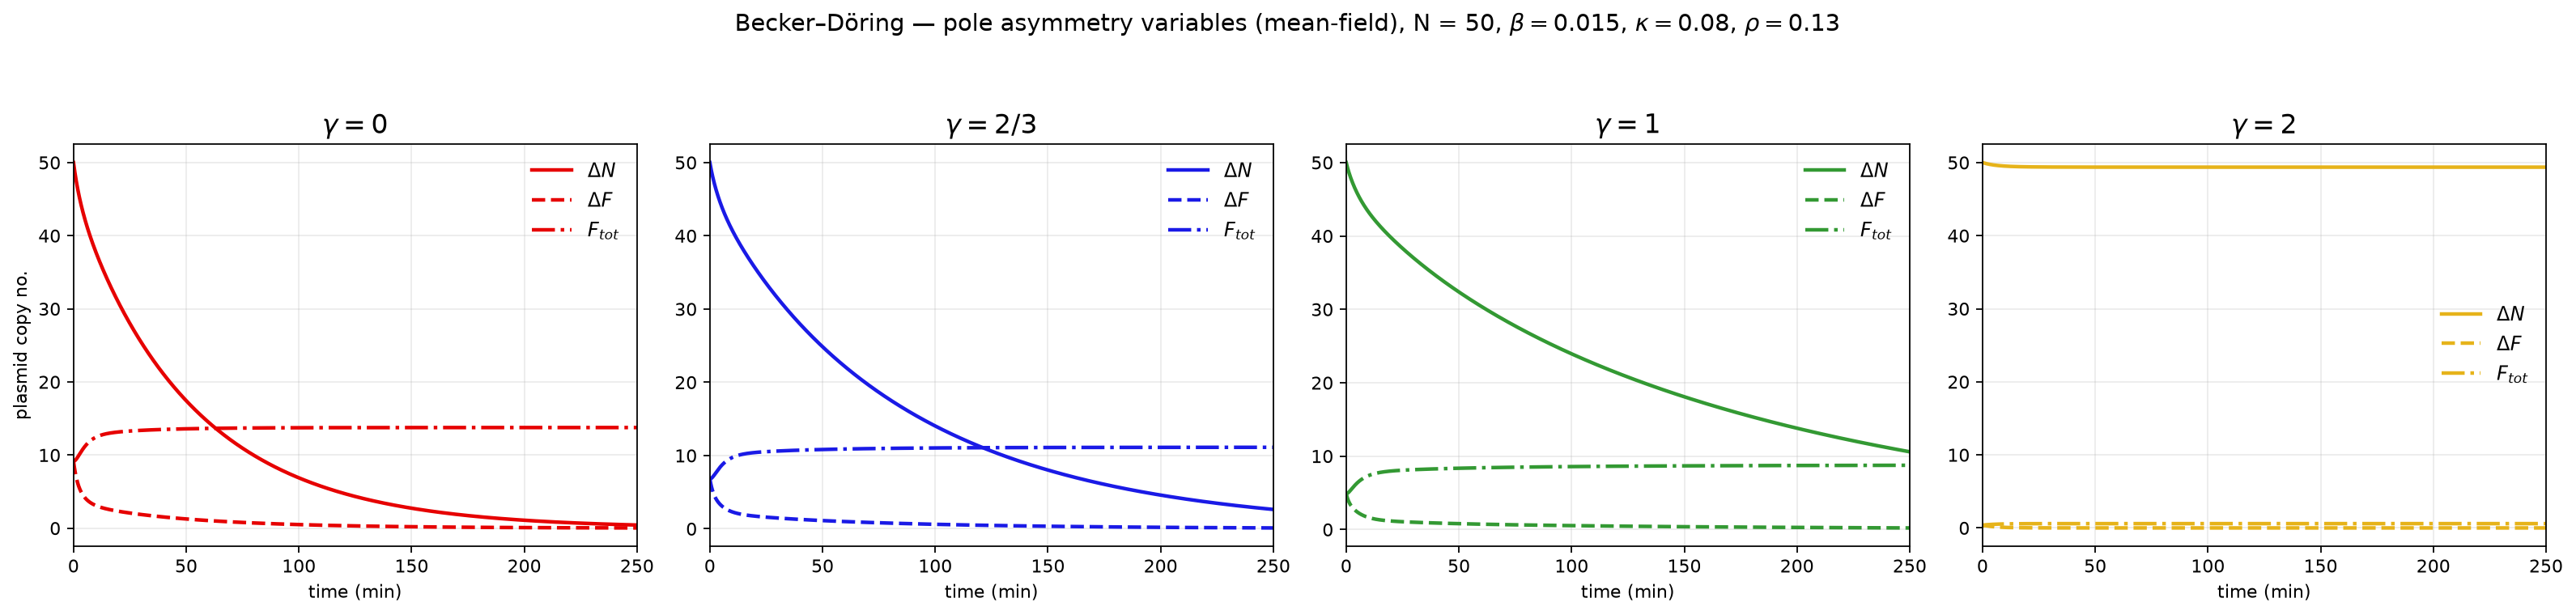 Becker–Döring — pole asymmetry variables (mean-field), N = 50, β = 0.015, κ = 0.08, ρ = 0.13
γ = 0
50
40
30
20
10
0
plasmid copy no.
0 50 100 150 200 250
time (min)
ΔN
ΔF
F_tot
γ = 2/3
50
40
30
20
10
0
0 50 100 150 200 250
time (min)
ΔN
ΔF
F_tot
γ = 1
50
40
30
20
10
0
0 50 100 150 200 250
time (min)
ΔN
ΔF
F_tot
γ = 2
50
40
30
20
10
0
0 50 100 150 200 250
time (min)
ΔN
ΔF
F_tot